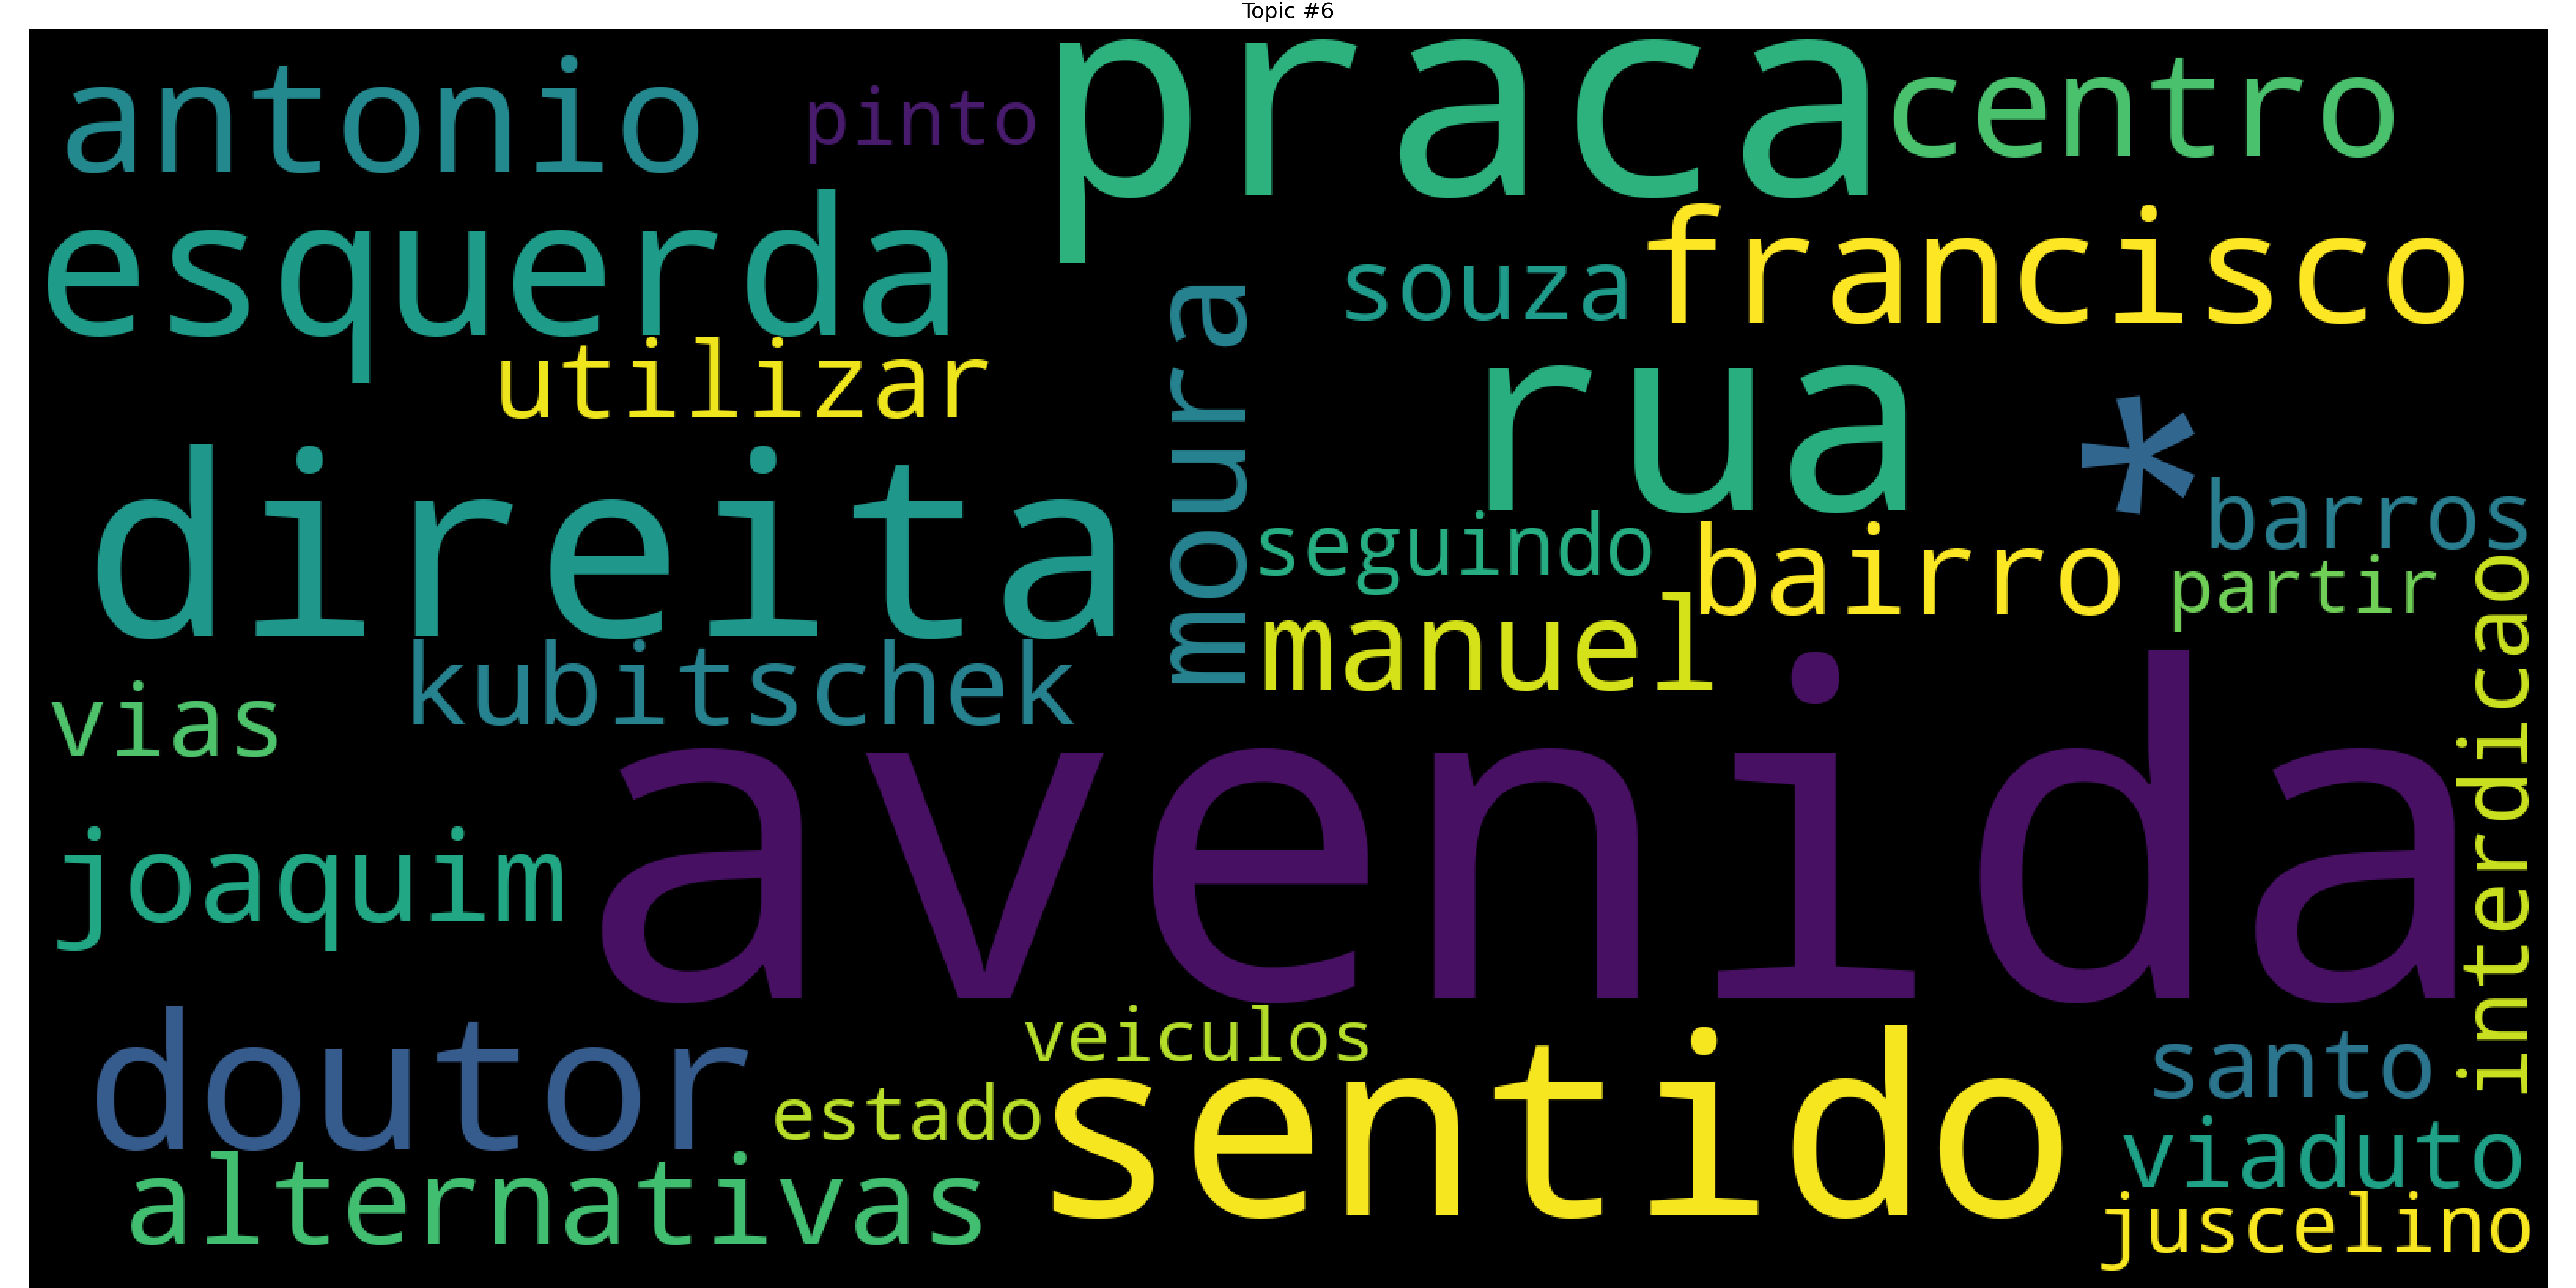 Topic #6
antonio
pinto
praca
centro
esquerda
souza
francisco
utilizar
moura
rua
*
direita
seguindo
bairro
barros
partir
manuel
kubitschek
vias
avenida
interdicao
joaquim
doutor
veiculos
sentido
santo
estado
viaduto
alternativas
juscelino